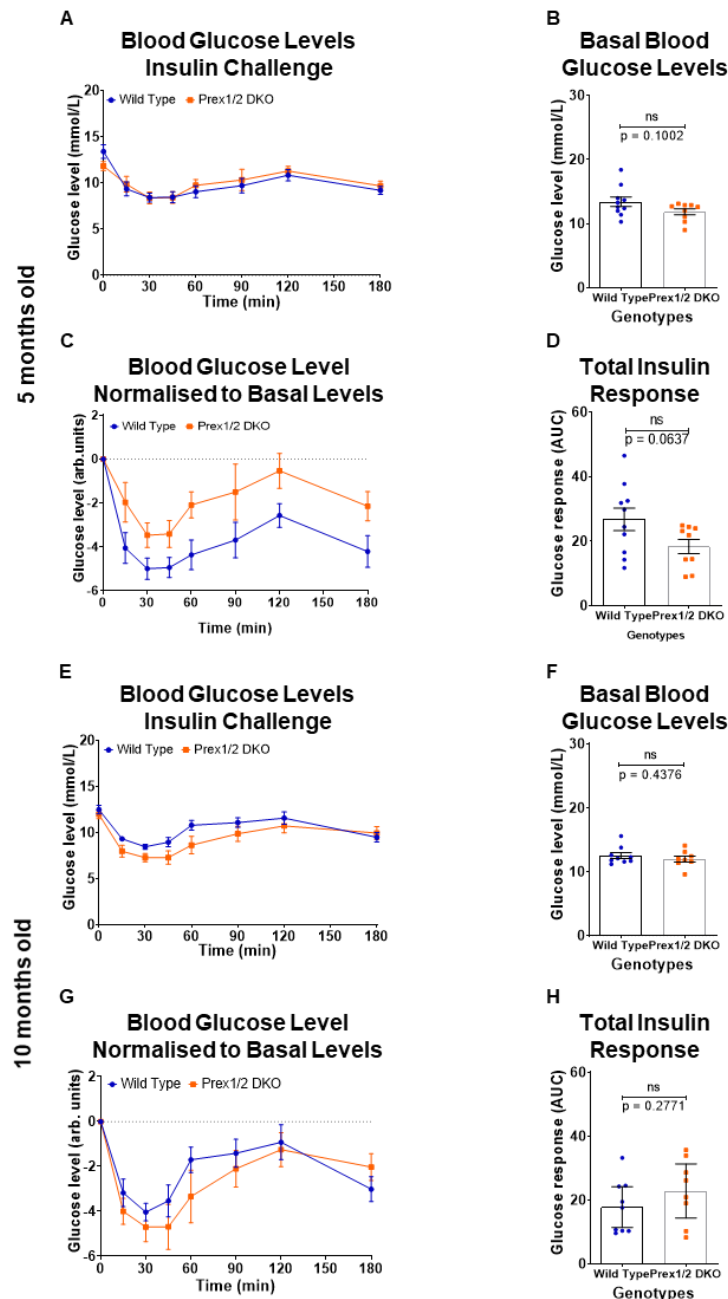 5 months old
A
Blood Glucose Levels
Insulin Challenge
Wild Type Prex1/2 DKO
Glucose level (mmol/L)
20
15
10
5
0
0 30 60 90 120 150 180
Time (min)
B
Basal Blood
Glucose Levels
ns
p = 0.1002
Glucose level (mmol/L)
30
20
10
0
Wild Type Prex1/2 DKO
Genotypes
C
Blood Glucose Level
Normalised to Basal Levels
Wild Type Prex1/2 DKO
Glucose level (arb.units)
2
0
-2
-4
-6
0 30 60 90 120 150 180
Time (min)
D
Total Insulin
Response
ns
p = 0.0637
Glucose response (AUC)
60
40
20
0
Wild Type Prex1/2 DKO
Genotypes
10 months old
E
Blood Glucose Levels
Insulin Challenge
Wild Type Prex1/2 DKO
Glucose level (mmol/L)
20
15
10
5
0
0 30 60 90 120 150 180
Time (min)
F
Basal Blood
Glucose Levels
ns
p = 0.4376
Glucose level (mmol/L)
30
20
10
0
Wild Type Prex1/2 DKO
Genotypes
G
Blood Glucose Level
Normalised to Basal Levels
Wild Type Prex1/2 DKO
Glucose level (arb. units)
2
0
-2
-4
-6
0 30 60 90 120 150 180
Time (min)
H
Total Insulin
Response
ns
p = 0.2771
Glucose response (AUC)
60
40
20
0
Wild Type Prex1/2 DKO
Genotypes